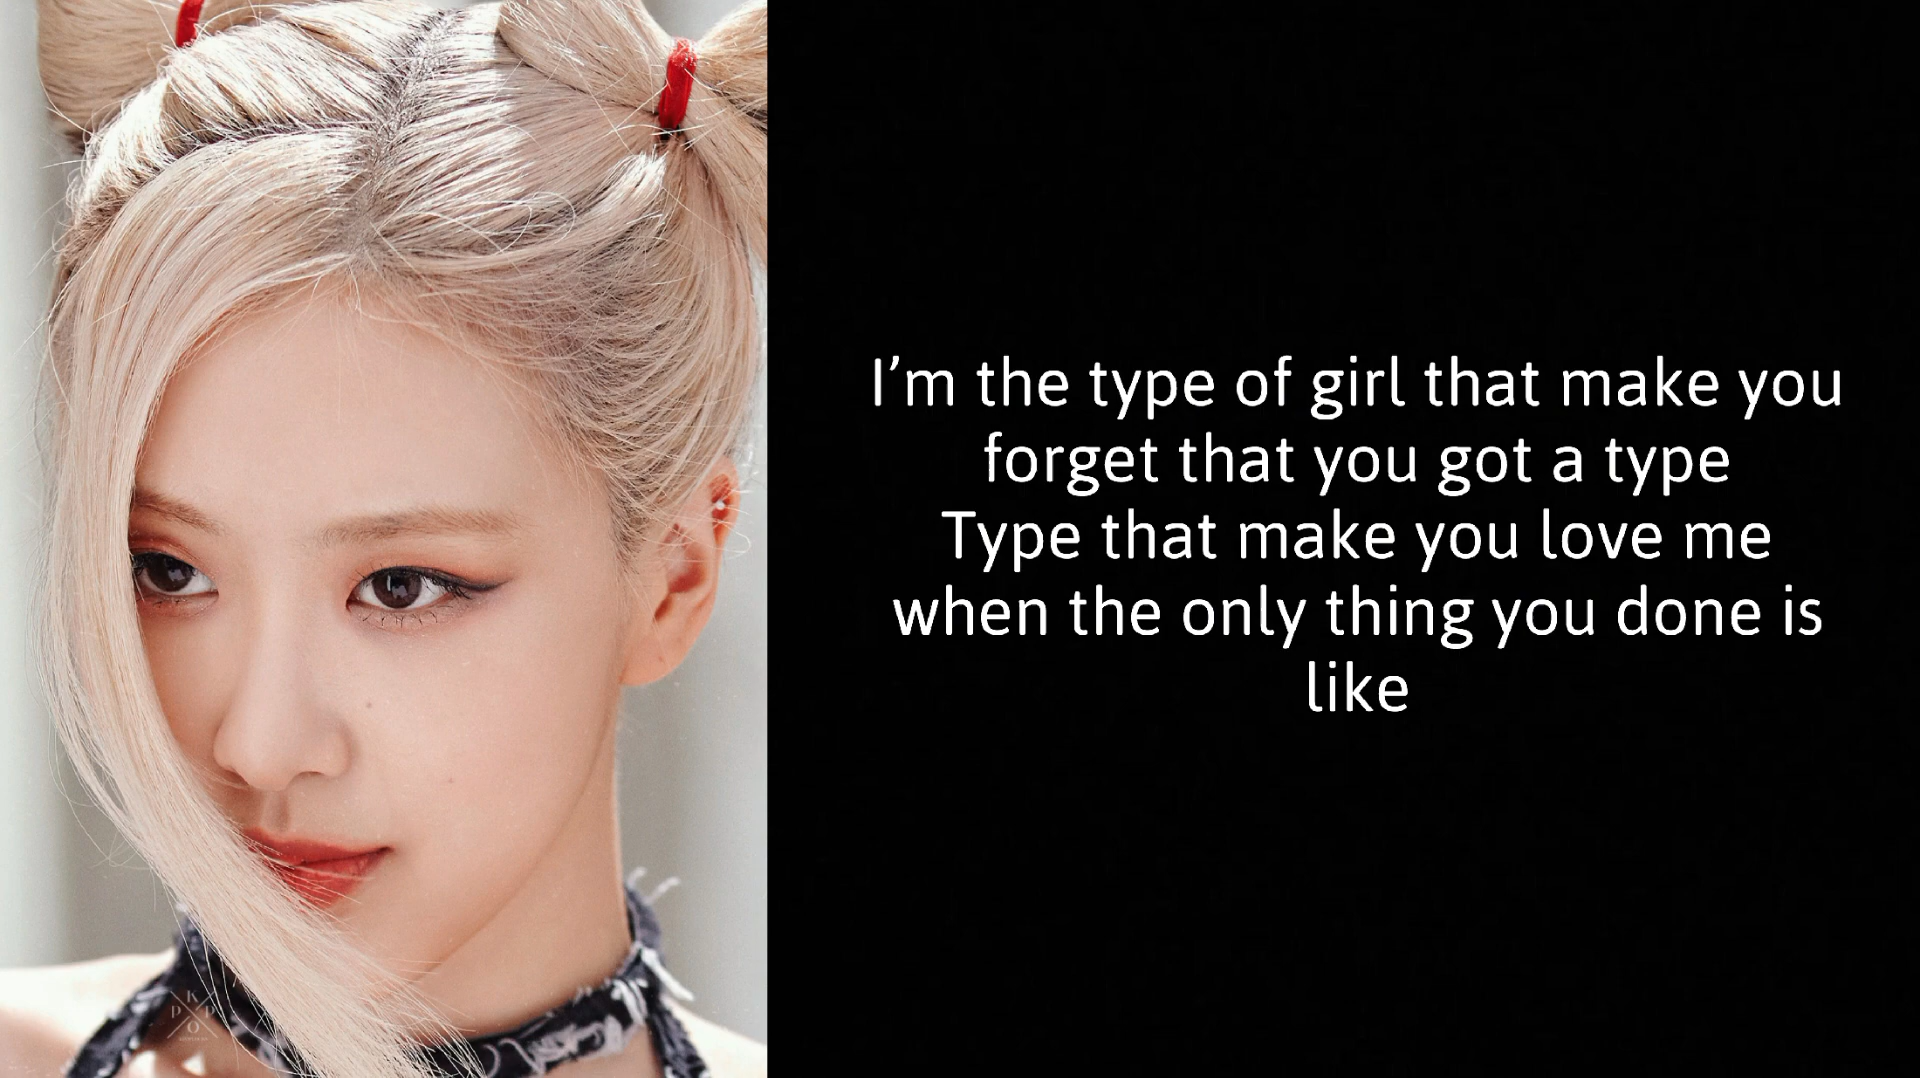 I’m the type of girl that make you
forget that you got a type
Type that make you love me
when the only thing you done is
like
K
P P
O